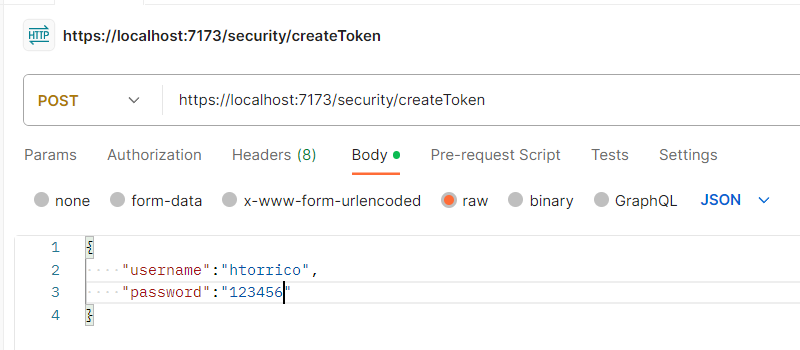 HTTP https://localhost:7173/security/createToken
POST https://localhost:7173/security/createToken
Params Authorization Headers (8) Body Pre-request Script Tests Settings
none form-data x-www-form-urlencoded raw binary GraphQL JSON
1 {
2 "username":"htorrico",
3 "password":"123456"
4 }